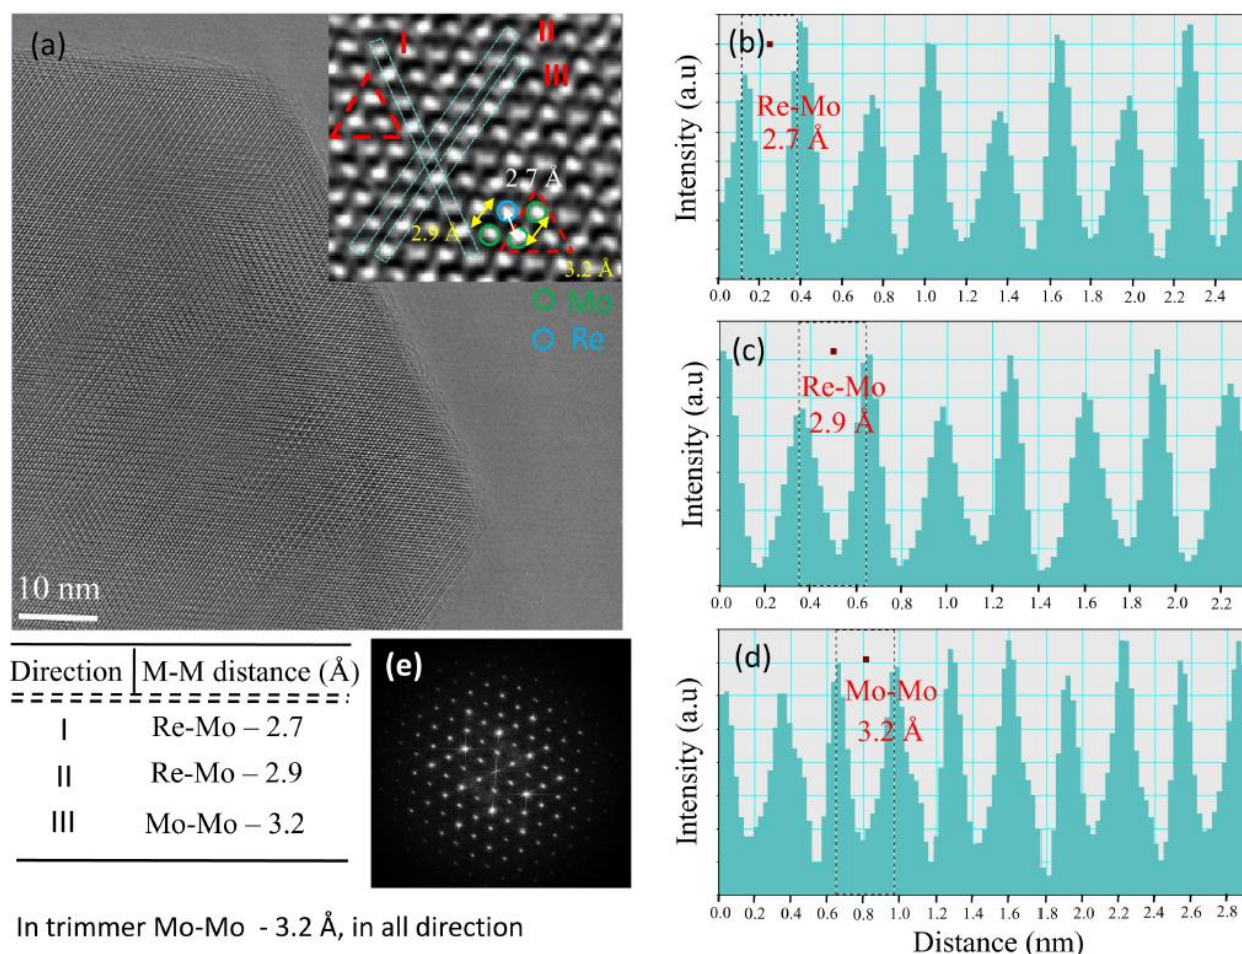 (a)
I
II
III
2.7 Å
2.9 Å
3.2 Å
Mo
Re
10 nm
(b)
Re-Mo
2.7 Å
Intensity (a.u)
0.0 0.2 0.4 0.6 0.8 1.0 1.2 1.4 1.6 1.8 2.0 2.2 2.4
(c)
Re-Mo
2.9 Å
Intensity (a.u)
0.0 0.2 0.4 0.6 0.8 1.0 1.2 1.4 1.6 1.8 2.0 2.2
(d)
Mo-Mo
3.2 Å
Intensity (a.u)
0.0 0.2 0.4 0.6 0.8 1.0 1.2 1.4 1.6 1.8 2.0 2.2 2.4 2.6 2.8
Distance (nm)
Direction M-M distance (Å)
I Re-Mo – 2.7
II Re-Mo – 2.9
III Mo-Mo – 3.2
(e)
In trimmer Mo-Mo - 3.2 Å, in all direction